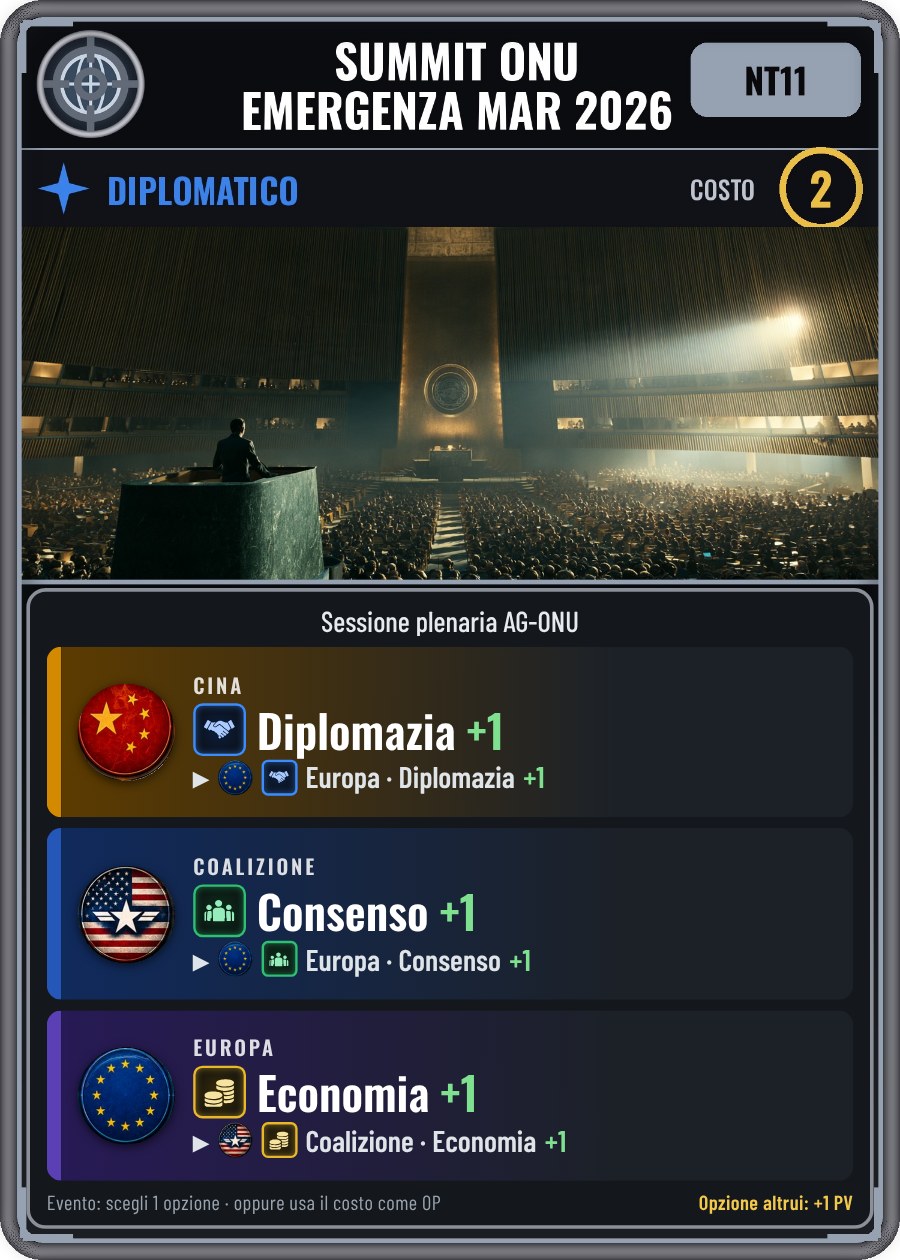 SUMMIT ONU
EMERGENZA MAR 2026
NT11
DIPLOMATICO
COSTO
2
Sessione plenaria AG-ONU
CINA
Diplomazia +1
▶ Europa · Diplomazia +1
COALIZIONE
Consenso +1
▶ Europa · Consenso +1
EUROPA
Economia +1
▶ Coalizione · Economia +1
Evento: scegli 1 opzione · oppure usa il costo come OP
Opzione altrui: +1 PV